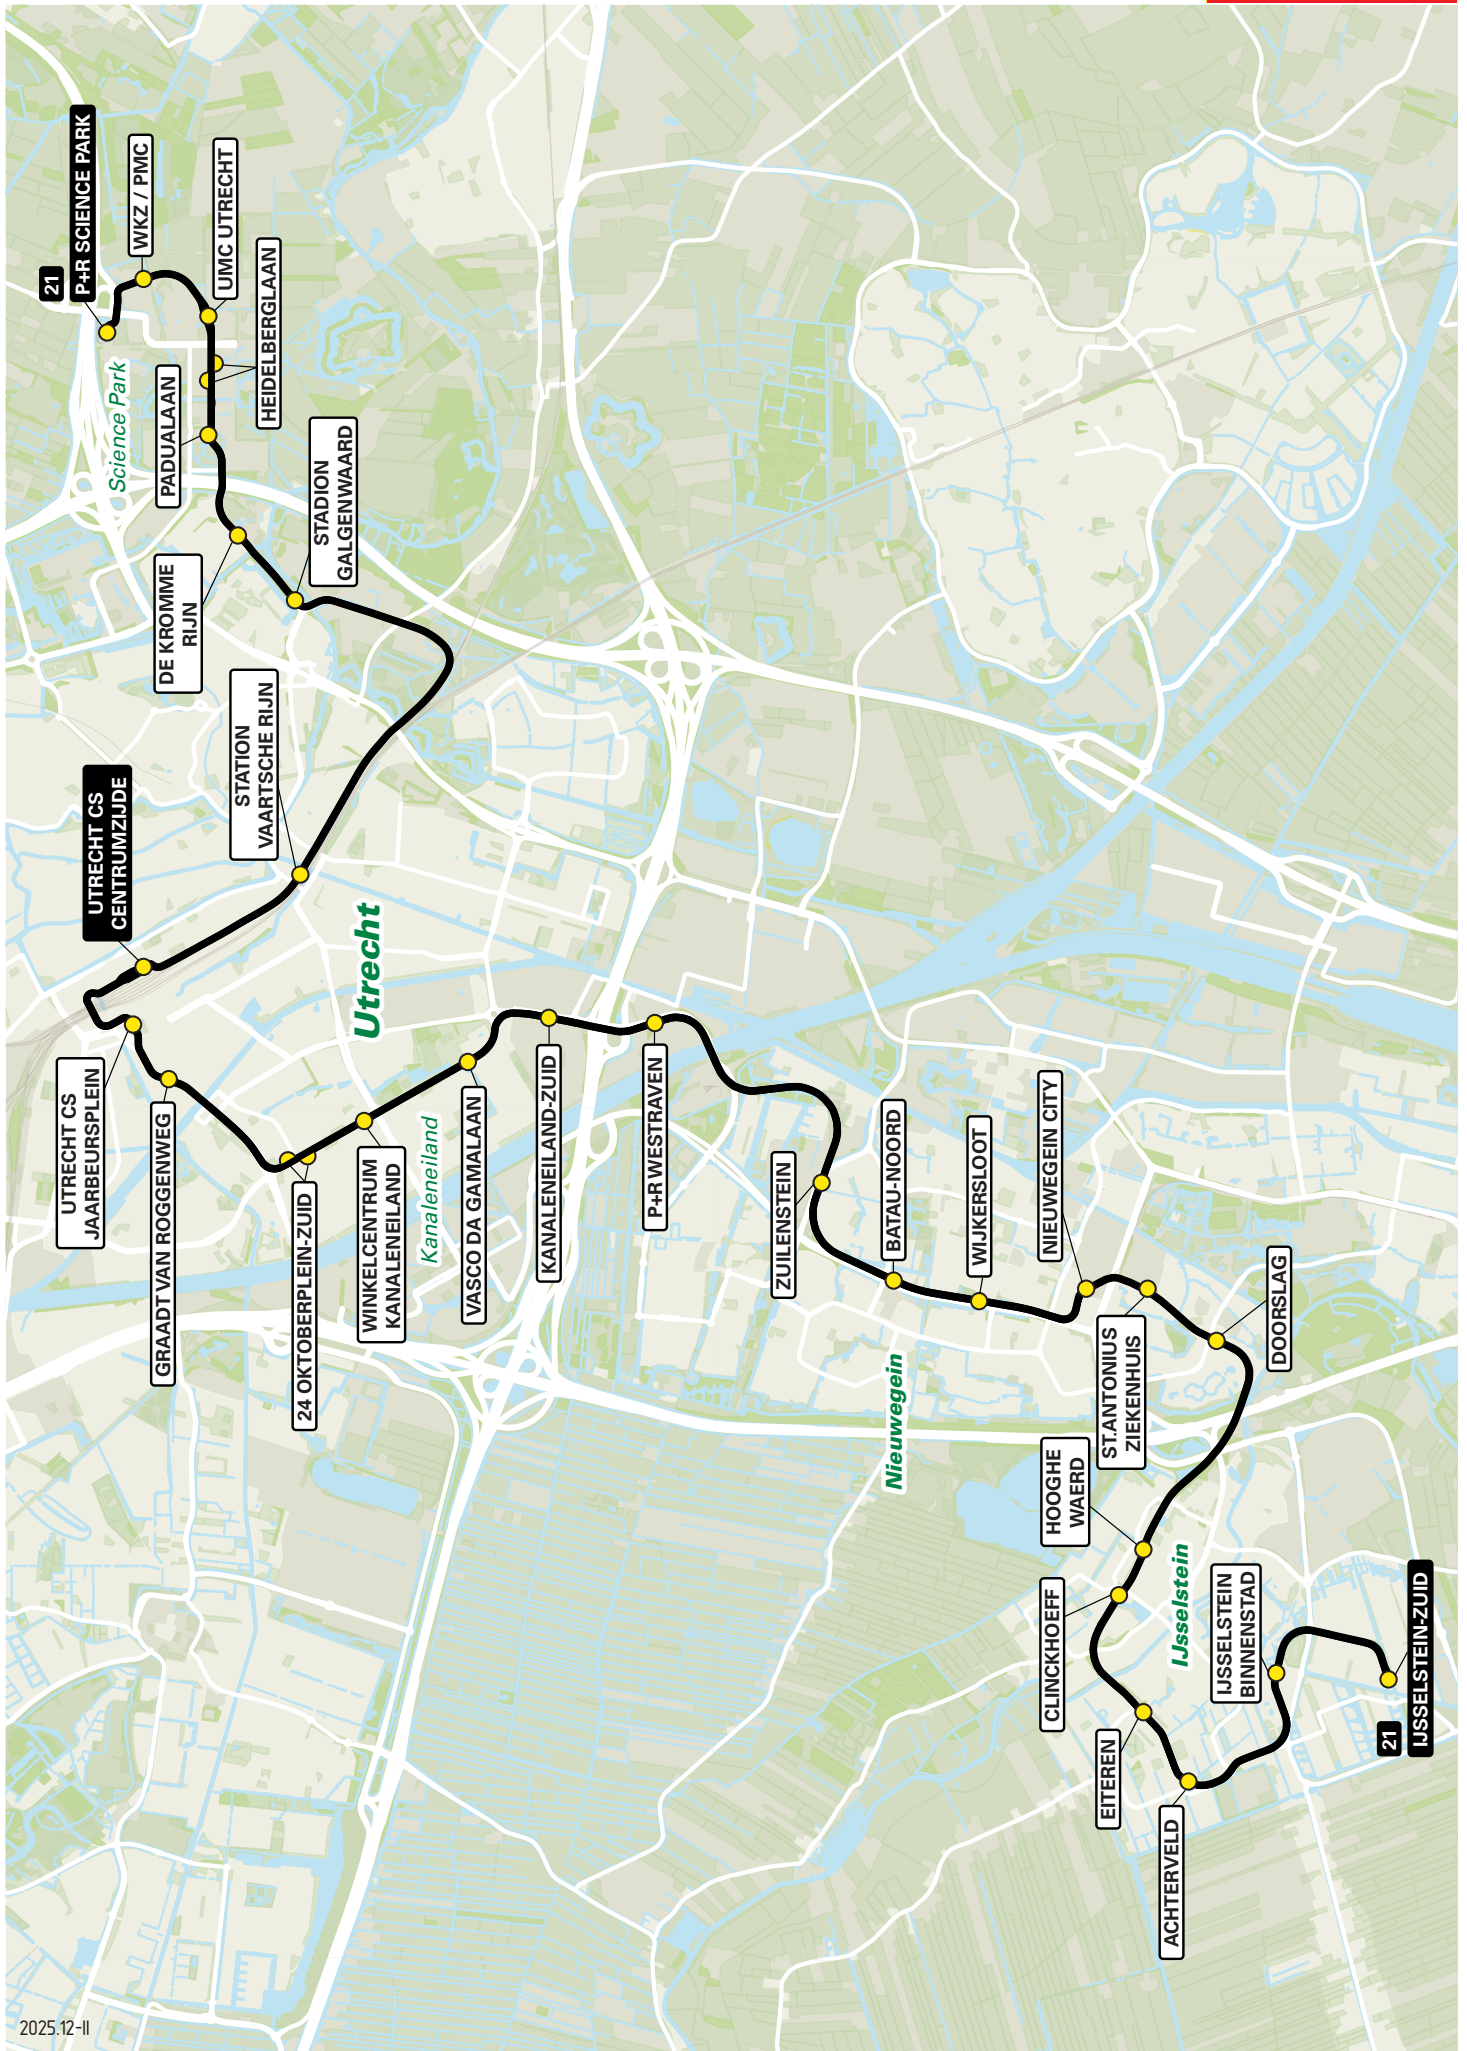 21
P+R SCIENCE PARK
WKZ / PMC
UMC UTRECHT
HEIDELBERGLAAN
Science Park
PADUALAAN
STADION
GALGENWAARD
DE KROMME
RIJN
STATION
VAARTSCHE RIJN
UTRECHT CS
CENTRUMZIJDE
Utrecht
UTRECHT CS
JAARBEURSPLEIN
GRAADT VAN ROGGENWEG
24 OKTOBERPLEIN-ZUID
WINKELCENTRUM
KANALENEILAND
Kanaleneiland
VASCO DA GAMALAAN
KANALENEILAND-ZUID
P+R WESTRAVEN
ZUILENSTEIN
BATAU-NOORD
WIJKERSLOOT
NIEUWEGEIN CITY
Nieuwegein
ST.ANTONIUS
ZIEKENHUIS
DOORSLAG
HOOGHE
WAERD
CLINCKHOEFF
IJsselstein
EITEREN
ACHTERVELD
IJSSELSTEIN
BINNENSTAD
21
IJSSELSTEIN-ZUID
2025.12-II